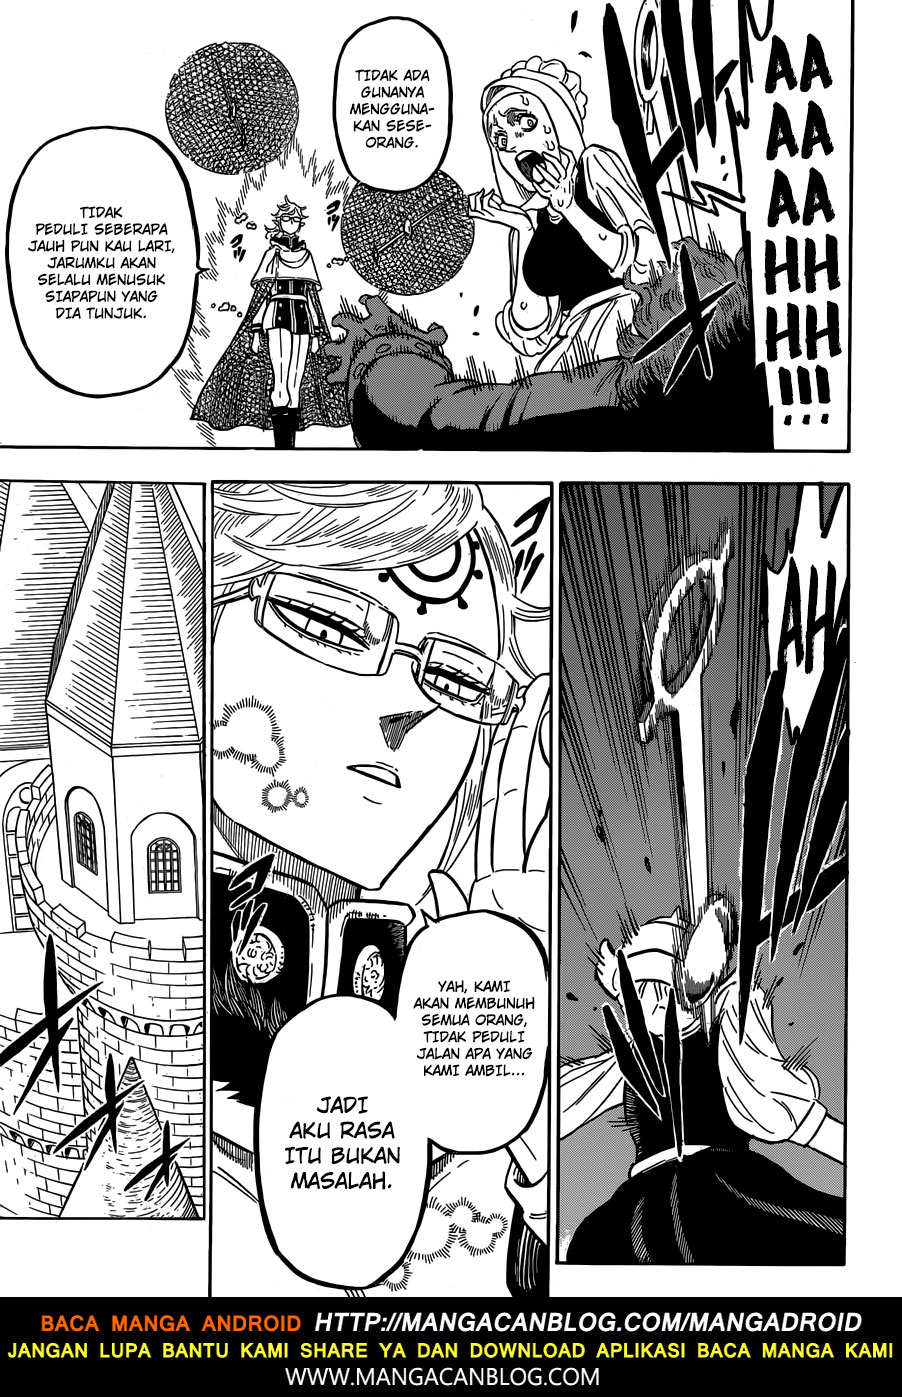 AA
AA
AA
HH
HH
!!!
TIDAK ADA
GUNANYA
MENGGUNA-
KAN SESE-
ORANG.
TIDAK
PEDULI SEBERAPA
JAUH PUN KAU LARI,
JARUMKU AKAN
SELALU MENUSUK
SIAPAPUN YANG
DIA TUNJUK.
AH
YAH, KAMI
AKAN MEMBUNUH
SEMUA ORANG,
TIDAK PEDULI
JALAN APA YANG
KAMI AMBIL...
JADI
AKU RASA
ITU BUKAN
MASALAH.
BACA MANGA ANDROID HTTP://MANGACANBLOG.COM/MANGADROID
JANGAN LUPA BANTU KAMI SHARE YA DAN DOWNLOAD APLIKASI BACA MANGA KAMI
WWW.MANGACANBLOG.COM